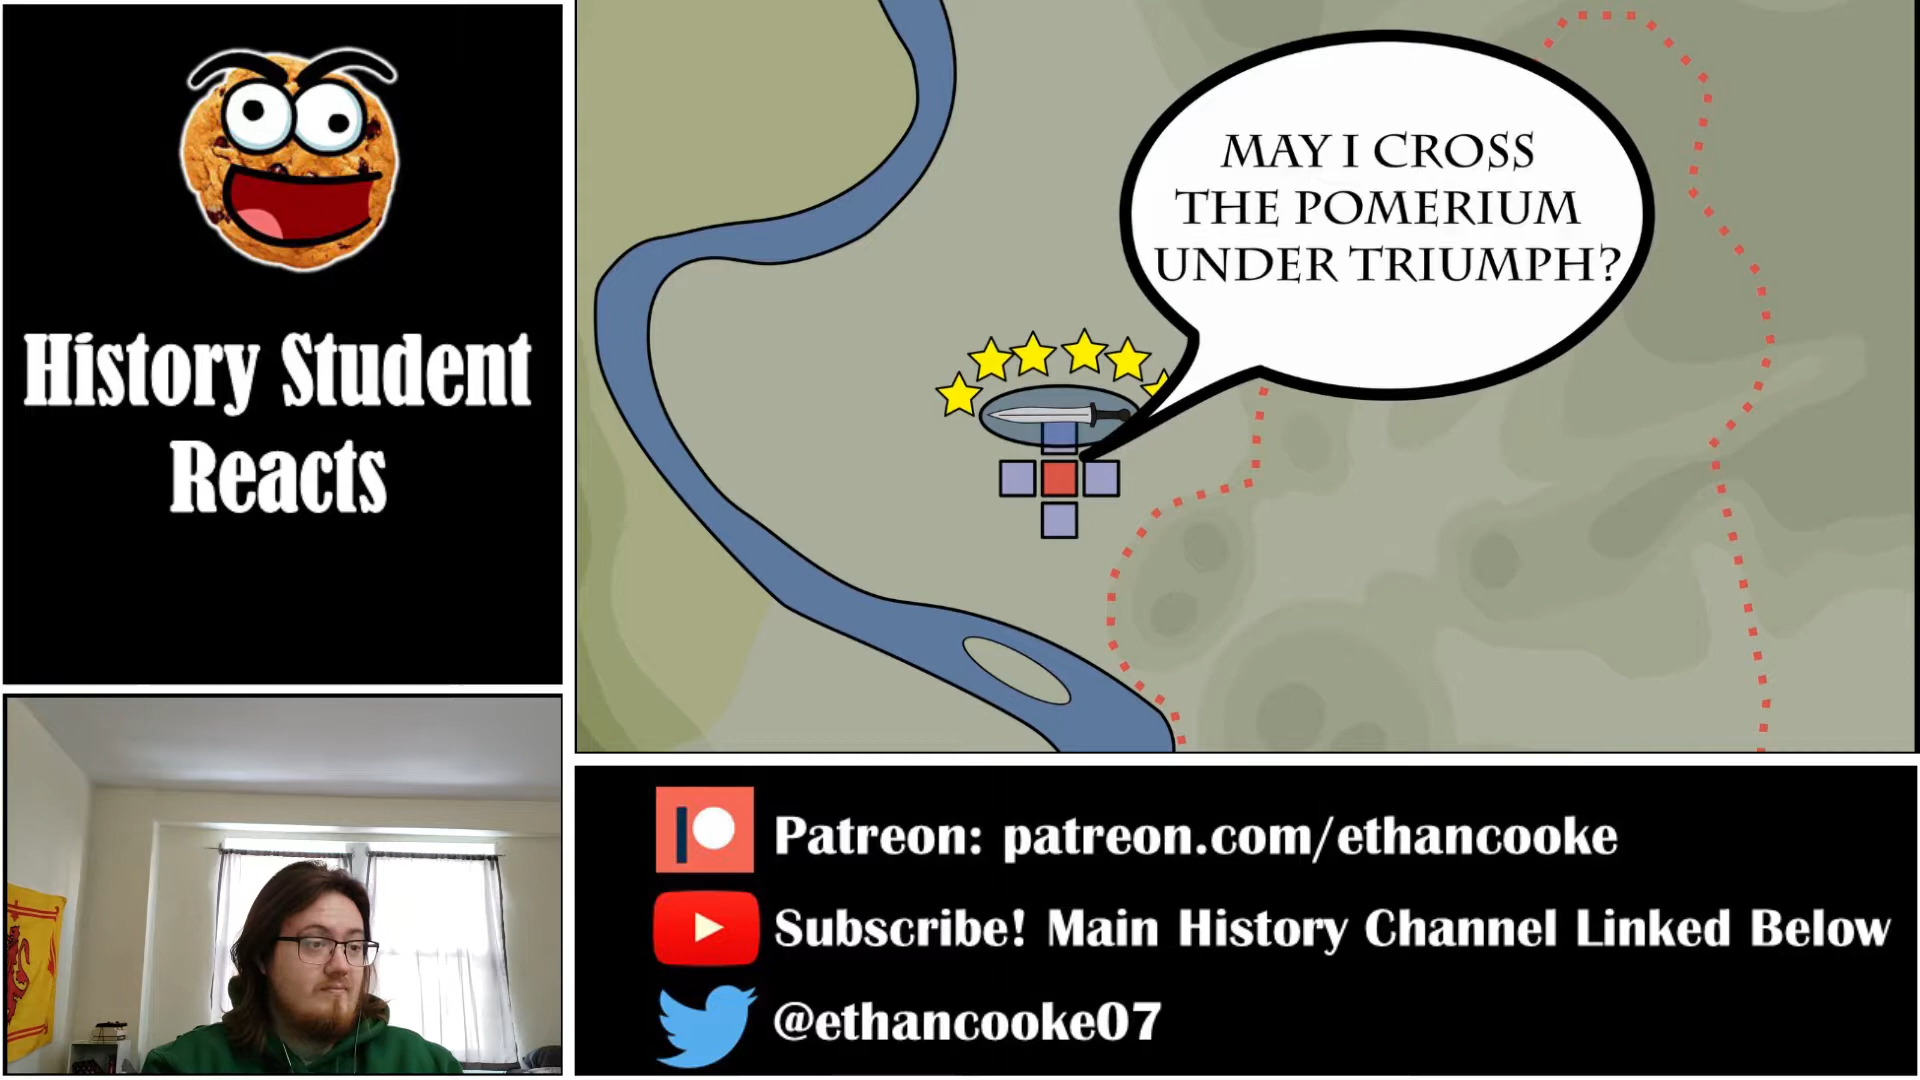 History Student
Reacts
MAY I CROSS
THE POMERIUM
UNDER TRIUMPH?
Patreon: patreon.com/ethancooke
Subscribe! Main History Channel Linked Below
@ethancooke07